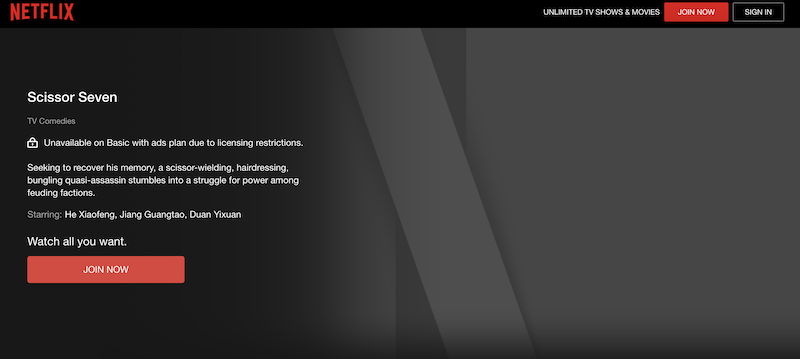 NETFLIX
UNLIMITED TV SHOWS & MOVIES
JOIN NOW
SIGN IN
Scissor Seven
TV Comedies
Unavailable on Basic with ads plan due to licensing restrictions.
Seeking to recover his memory, a scissor-wielding, hairdressing,
bungling quasi-assassin stumbles into a struggle for power among
feuding factions.
Starring: He Xiaofeng, Jiang Guangtao, Duan Yixuan
Watch all you want.
JOIN NOW